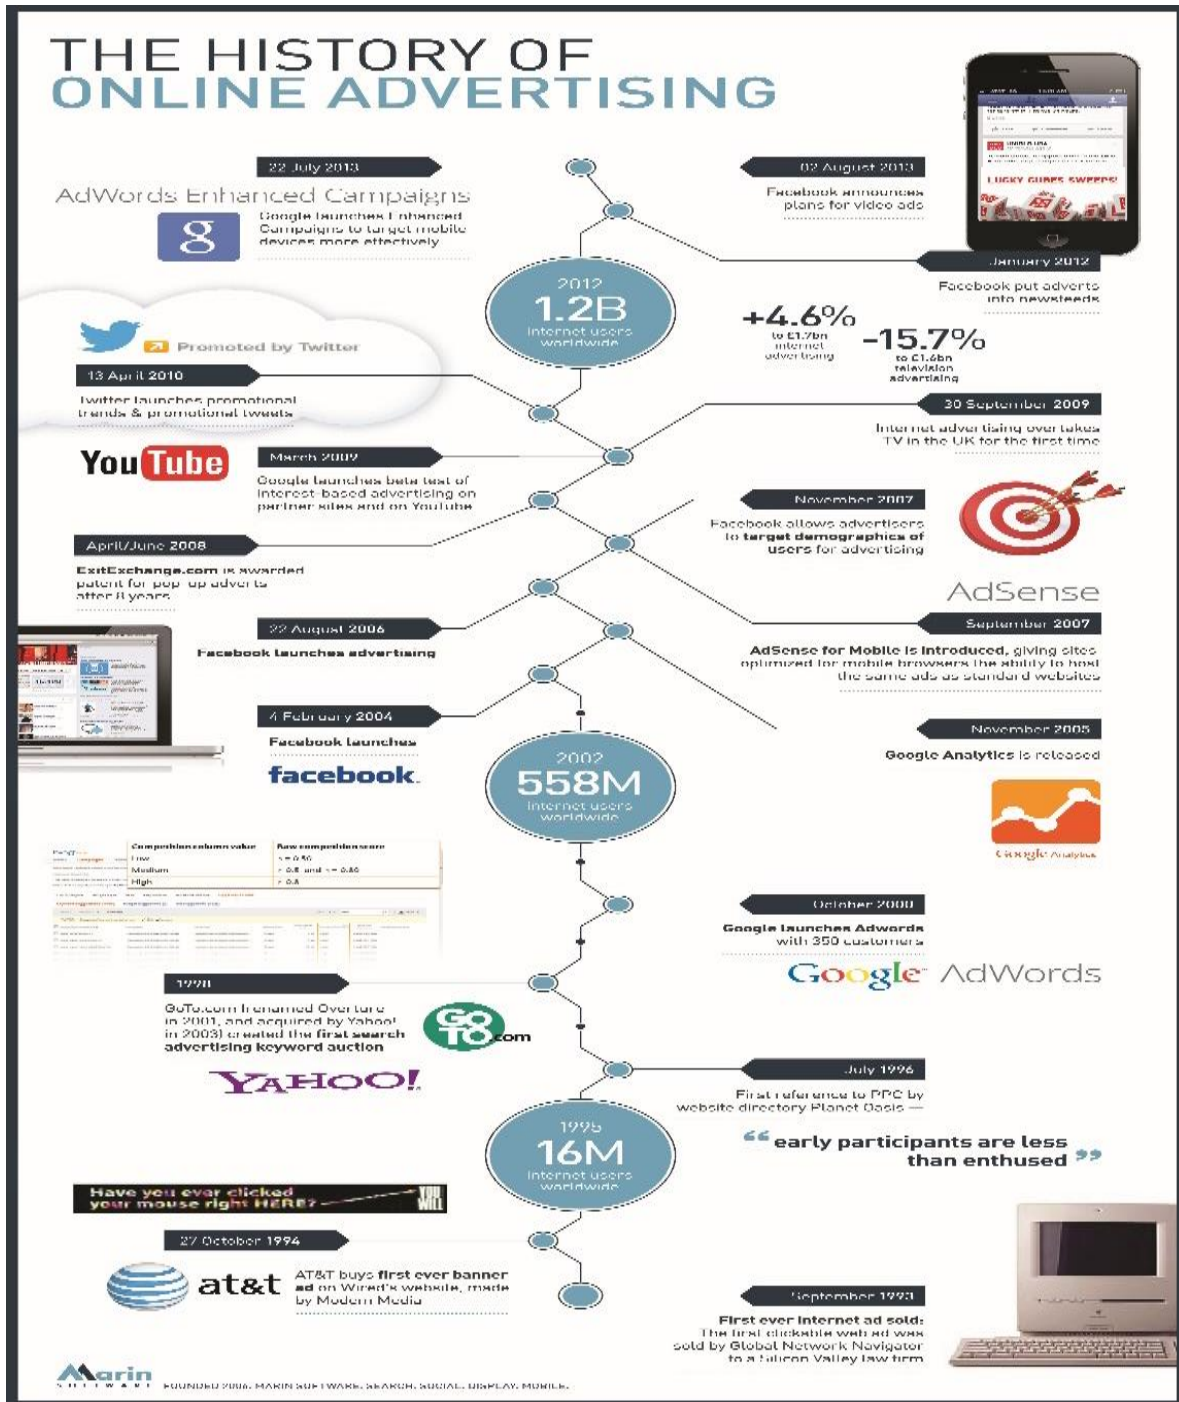 THE HISTORY OF
ONLINE ADVERTISING
22 July 2013
AdWords Enhanced Campaigns
g
Google launches Enhanced
Campaigns to target mobile
devices more effectively
02 August 2013
Facebook announces
plans for video ads
LUCKY CUBES SWEEPS!
January 2012
Facebook put adverts
into newsfeeds
2012
1.2B
internet users
worldwide
+4.6%
to £1.7bn
internet
advertising
-15.7%
to £1.6bn
television
advertising
Promoted by Twitter
13 April 2010
Twitter launches promotional
trends & promotional tweets
30 September 2009
Internet advertising overtakes
TV in the UK for the first time
YouTube
March 2009
Google launches beta test of
interest-based advertising on
partner sites and on YouTube
November 2007
Facebook allows advertisers
to target demographics of
users for advertising
April/June 2008
ExitExchange.com is awarded
patent for pop-up adverts
after 8 years
AdSense
September 2007
AdSense for Mobile is introduced, giving sites
optimized for mobile browsers the ability to host
the same ads as standard websites
22 August 2006
Facebook launches advertising
4 February 2004
Facebook launches
facebook.
November 2005
Google Analytics is released
Google Analytics
2002
558M
internet users
worldwide
Competition column value Raw competition score
Low
Medium
High
October 2000
Google launches Adwords
with 350 customers
Google AdWords
1998
GoTo.com (renamed Overture
in 2001, and acquired by Yahoo!
in 2003) created the first search
advertising keyword auction
GOTO.com
YAHOO!
July 1996
First reference to PPC by
website directory Planet Oasis —
“early participants are less
than enthused”
1995
16M
internet users
worldwide
Have you ever clicked
your mouse right HERE?
YOU
WILL
27 October 1994
at&t
AT&T buys first ever banner
ad on Wired's website, made
by Modern Media
September 1993
First ever internet ad sold:
The first clickable web ad was
sold by Global Network Navigator
to a Silicon Valley law firm
Marin
SOFTWARE
FOUNDED 2006. MARIN SOFTWARE. SEARCH. SOCIAL. DISPLAY. MOBILE.